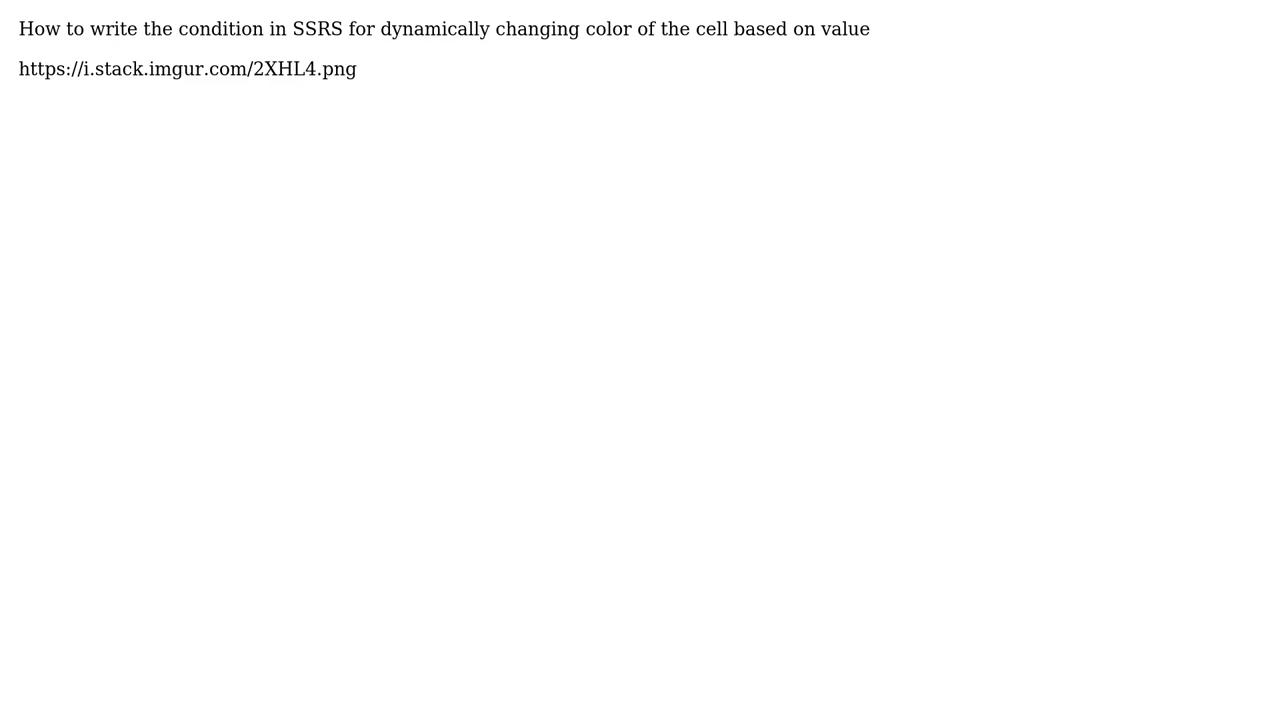 How to write the condition in SSRS for dynamically changing color of the cell based on value
https://i.stack.imgur.com/2XHL4.png